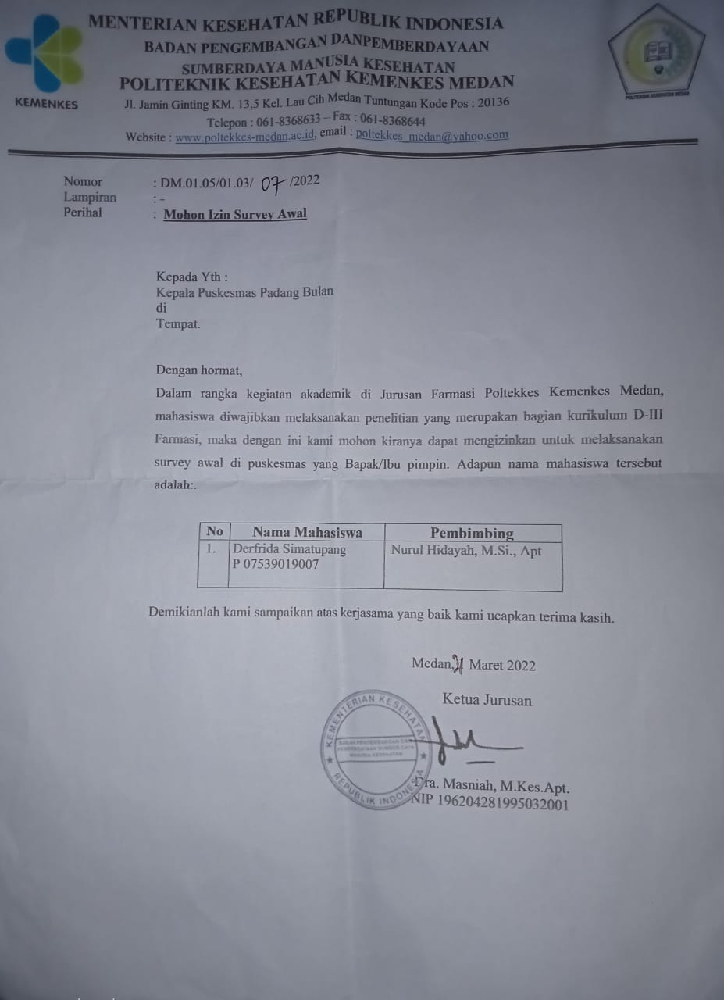 MENTERIAN KESEHATAN REPUBLIK INDONESIA
BADAN PENGEMBANGAN DANPEMBERDAYAAN
SUMBERDAYA MANUSIA KESEHATAN
POLITEKNIK KESEHATAN KEMENKES MEDAN
KEMENKES
POLITEKNIK KESEHATAN MEDAN
Jl. Jamin Ginting KM. 13,5 Kel. Lau Cih Medan Tuntungan Kode Pos : 20136
Telepon : 061-8368633 – Fax : 061-8368644
Website : www.poltekkes-medan.ac.id, email : poltekkes_medan@yahoo.com
Nomor : DM.01.05/01.03/ 07 /2022
Lampiran : -
Perihal : Mohon Izin Survey Awal
Kepada Yth :
Kepala Puskesmas Padang Bulan
di
Tempat.
Dengan hormat,
Dalam rangka kegiatan akademik di Jurusan Farmasi Poltekkes Kemenkes Medan,
mahasiswa diwajibkan melaksanakan penelitian yang merupakan bagian kurikulum D-III
Farmasi, maka dengan ini kami mohon kiranya dapat mengizinkan untuk melaksanakan
survey awal di puskesmas yang Bapak/Ibu pimpin. Adapun nama mahasiswa tersebut
adalah:.
No Nama Mahasiswa Pembimbing
1. Derfrida Simatupang Nurul Hidayah, M.Si., Apt
P 07539019007
Demikianlah kami sampaikan atas kerjasama yang baik kami ucapkan terima kasih.
Medan, 21 Maret 2022
Ketua Jurusan
KEMENTERIAN KESEHATAN
BADAN PENGEMBANGAN DAN
PEMBERDAYAAN SUMBER DAYA
MANUSIA KESEHATAN
REPUBLIK INDONESIA
Dra. Masniah, M.Kes.Apt.
NIP 196204281995032001